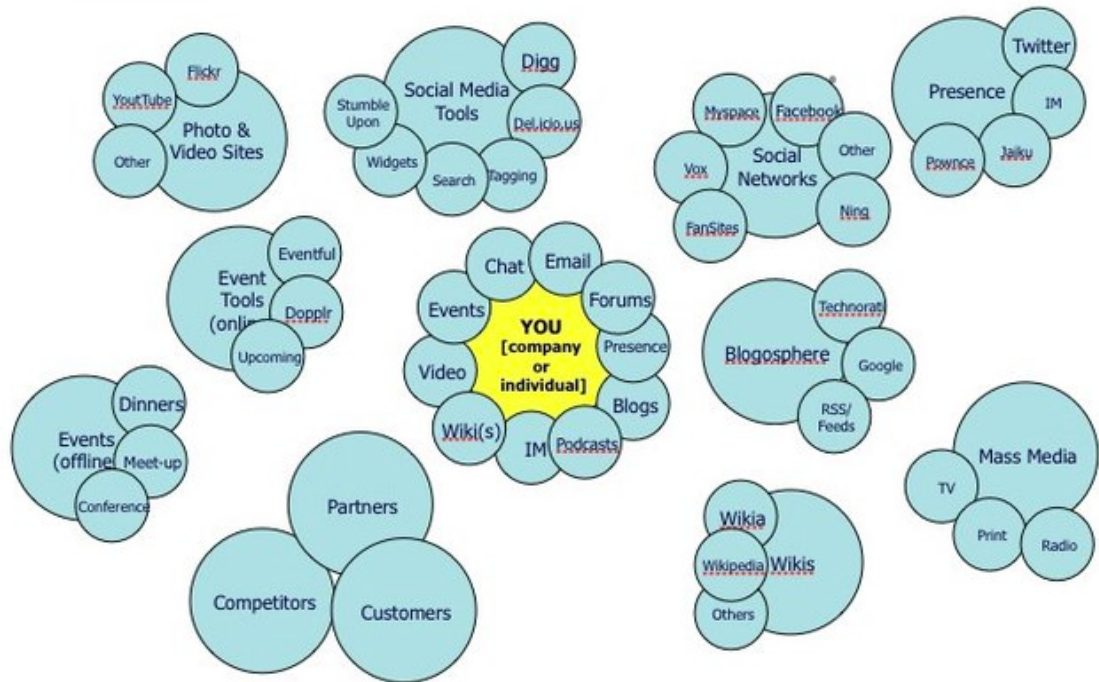 Flickr
YoutTube
Other
Photo &
Video Sites
Social Media
Tools
Digg
Del.icio.us
Tagging
Search
Widgets
Stumble
Upon
Myspace
Facebook
Other
Ning
FanSites
Vox
Social
Networks
Presence
Twitter
IM
Jaiku
Pownce
Event
Tools
(online
Eventful
Dopplr
Upcoming
YOU
[company
or
individual]
Chat
Email
Forums
Presence
Blogs
Podcasts
IM
Wiki(s)
Video
Events
Blogosphere
Technorati
Google
RSS/
Feeds
Events
(offline
Dinners
Meet-up
Conference
Partners
Competitors
Customers
Wikis
Wikia
Wikipedia
Others
Mass Media
TV
Print
Radio